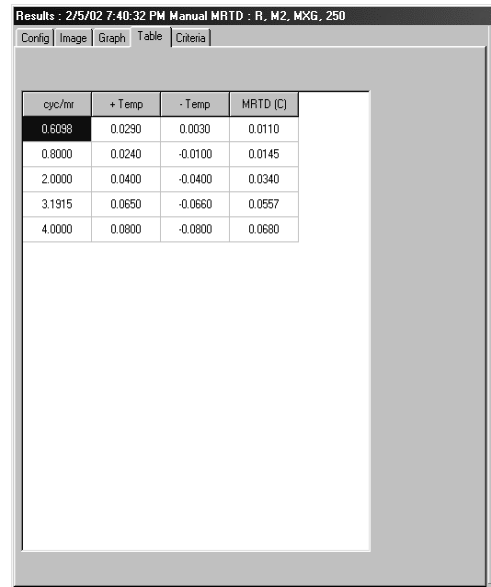 Results : 2/5/02 7:40:32 PM Manual MRTD : R, M2, MXG, 250
Config Image Graph Table Criteria
cyc/mr + Temp - Temp MRTD (C)
0.6098 0.0290 0.0030 0.0110
0.8000 0.0240 -0.0100 0.0145
2.0000 0.0400 -0.0400 0.0340
3.1915 0.0650 -0.0660 0.0557
4.0000 0.0800 -0.0800 0.0680